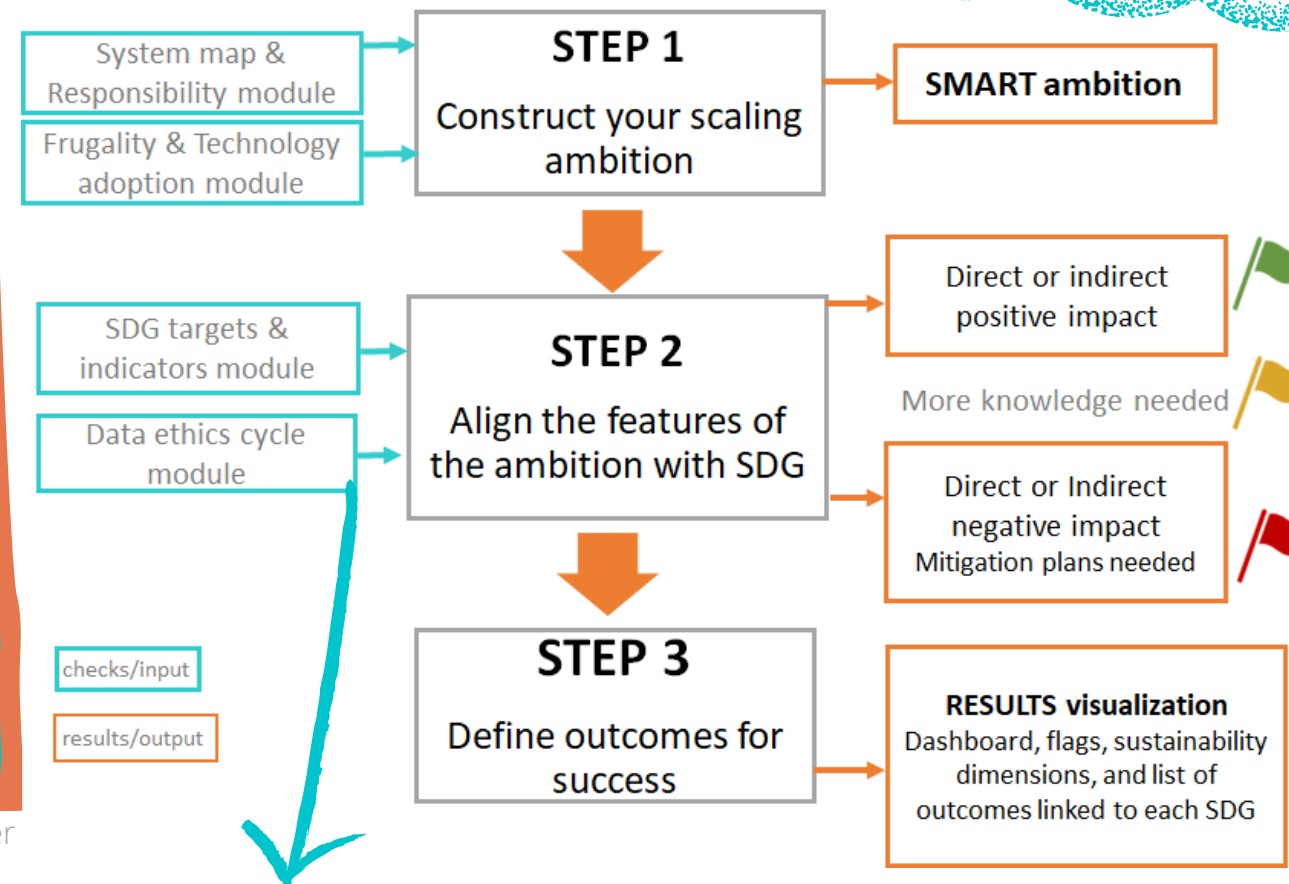 System map &
Responsibility module
Frugality & Technology
adoption module
STEP 1
Construct your scaling
ambition
SMART ambition
SDG targets &
indicators module
Data ethics cycle
module
STEP 2
Align the features of
the ambition with SDG
Direct or indirect
positive impact
More knowledge needed
Direct or Indirect
negative impact
Mitigation plans needed
checks/input
results/output
STEP 3
Define outcomes for
success
RESULTS visualization
Dashboard, flags, sustainability
dimensions, and list of
outcomes linked to each SDG